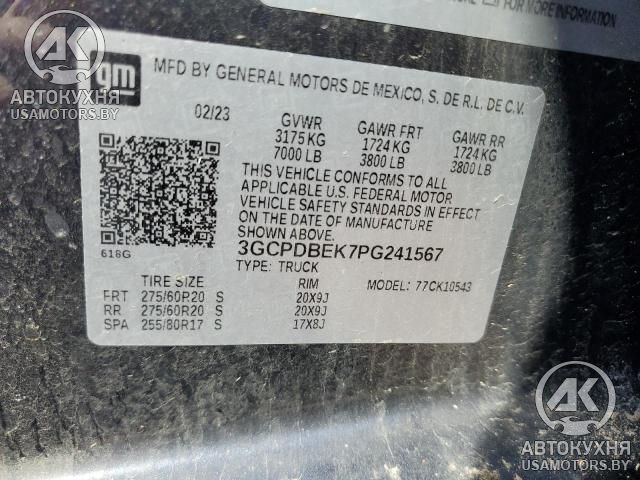 FOR MORE INFORMATION
АК
АВТОКУХНЯ
USAMOTORS.BY
gm
MFD BY GENERAL MOTORS DE MEXICO, S. DE R.L. DE C.V.
02/23 GVWR GAWR FRT GAWR RR
3175 KG 1724 KG 1724 KG
7000 LB 3800 LB 3800 LB
THIS VEHICLE CONFORMS TO ALL
APPLICABLE U.S. FEDERAL MOTOR
VEHICLE SAFETY STANDARDS IN EFFECT
ON THE DATE OF MANUFACTURE
SHOWN ABOVE.
618G
3GCPDBEK7PG241567
TYPE: TRUCK
MODEL: 77CK10543
TIRE SIZE RIM
FRT 275/60R20 S 20X9J
RR 275/60R20 S 20X9J
SPA 255/80R17 S 17X8J
АК
АВТОКУХНЯ
USAMOTORS.BY